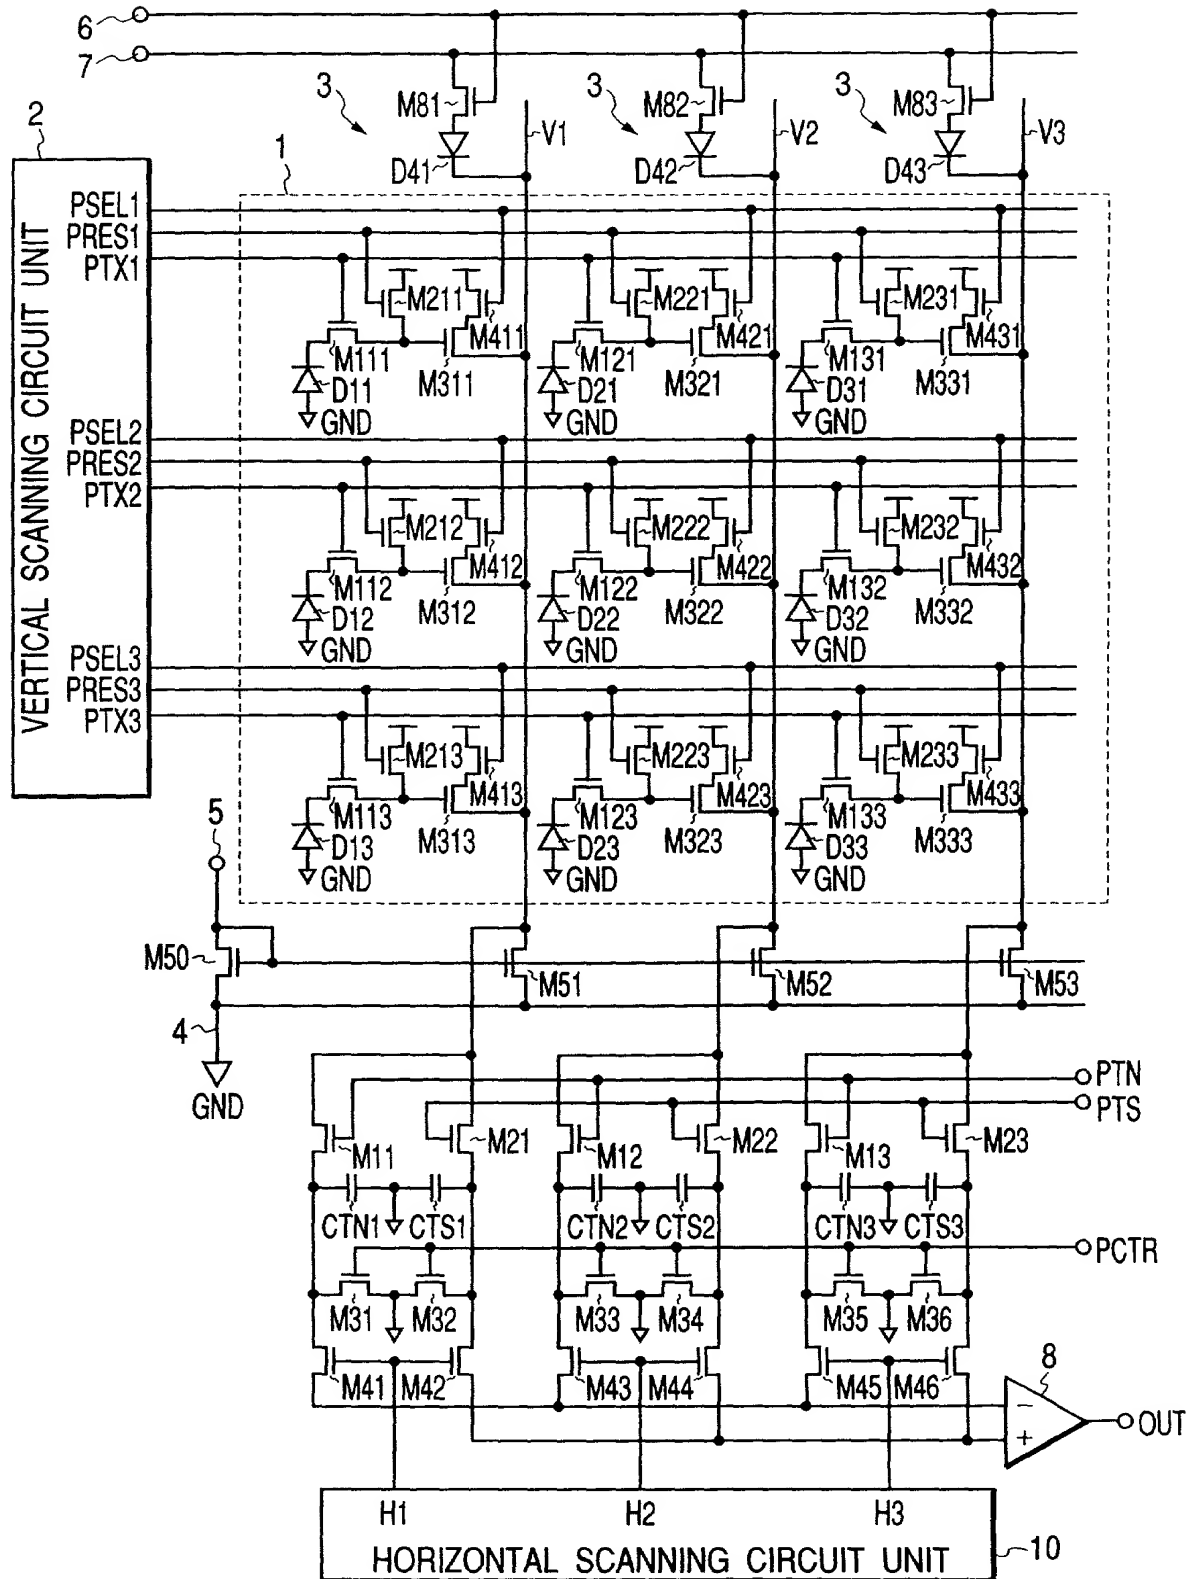 6
7
3 M81 3 M82 3 M83
2 V1 V2 V3
1 D41 D42 D43
VERTICAL SCANNING CIRCUIT UNIT
PSEL1
PRES1
PTX1
M211 M221 M231
M411 M421 M431
M111 M121 M131
M311 M321 M331
D11 D21 D31
GND GND GND
PSEL2
PRES2
PTX2
M212 M222 M232
M412 M422 M432
M112 M122 M132
M312 M322 M332
D12 D22 D32
GND GND GND
PSEL3
PRES3
PTX3
M213 M223 M233
M413 M423 M433
M113 M123 M133
M313 M323 M333
5
D13 D23 D33
GND GND GND
M50
M51 M52 M53
4
GND
PTN
PTS
M11 M21 M12 M22 M13 M23
CTN1 CTS1 CTN2 CTS2 CTN3 CTS3
PCTR
M31 M32 M33 M34 M35 M36
M41 M42 M43 M44 M45 M46
8
−
+
OUT
H1 H2 H3
HORIZONTAL SCANNING CIRCUIT UNIT
10